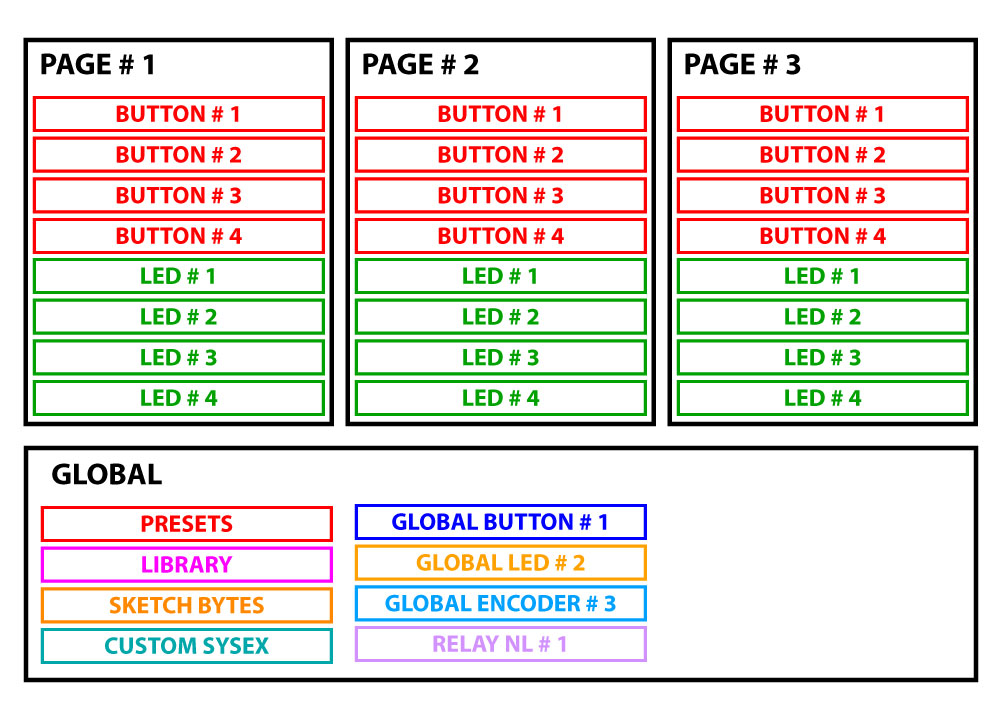 PAGE # 1
BUTTON # 1
BUTTON # 2
BUTTON # 3
BUTTON # 4
LED # 1
LED # 2
LED # 3
LED # 4
PAGE # 2
BUTTON # 1
BUTTON # 2
BUTTON # 3
BUTTON # 4
LED # 1
LED # 2
LED # 3
LED # 4
PAGE # 3
BUTTON # 1
BUTTON # 2
BUTTON # 3
BUTTON # 4
LED # 1
LED # 2
LED # 3
LED # 4
GLOBAL
PRESETS
LIBRARY
SKETCH BYTES
CUSTOM SYSEX
GLOBAL BUTTON # 1
GLOBAL LED # 2
GLOBAL ENCODER # 3
RELAY NL # 1